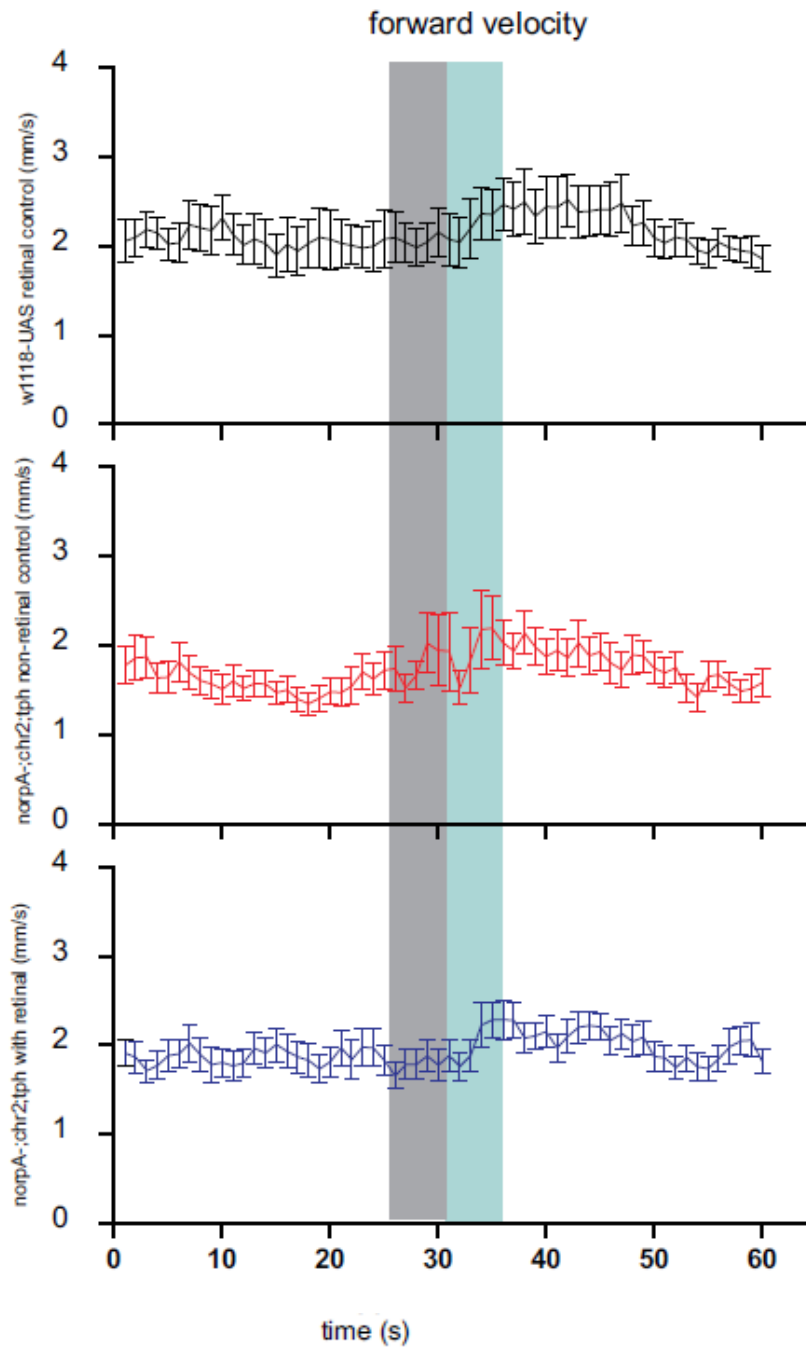 forward velocity
w1118-UAS retinal control (mm/s)
4
3
2
1
0
norpA-;chr2;tph non-retinal control (mm/s)
4
3
2
1
0
norpA-;chr2;tph with retinal (mm/s)
4
3
2
1
0
0 10 20 30 40 50 60
time (s)